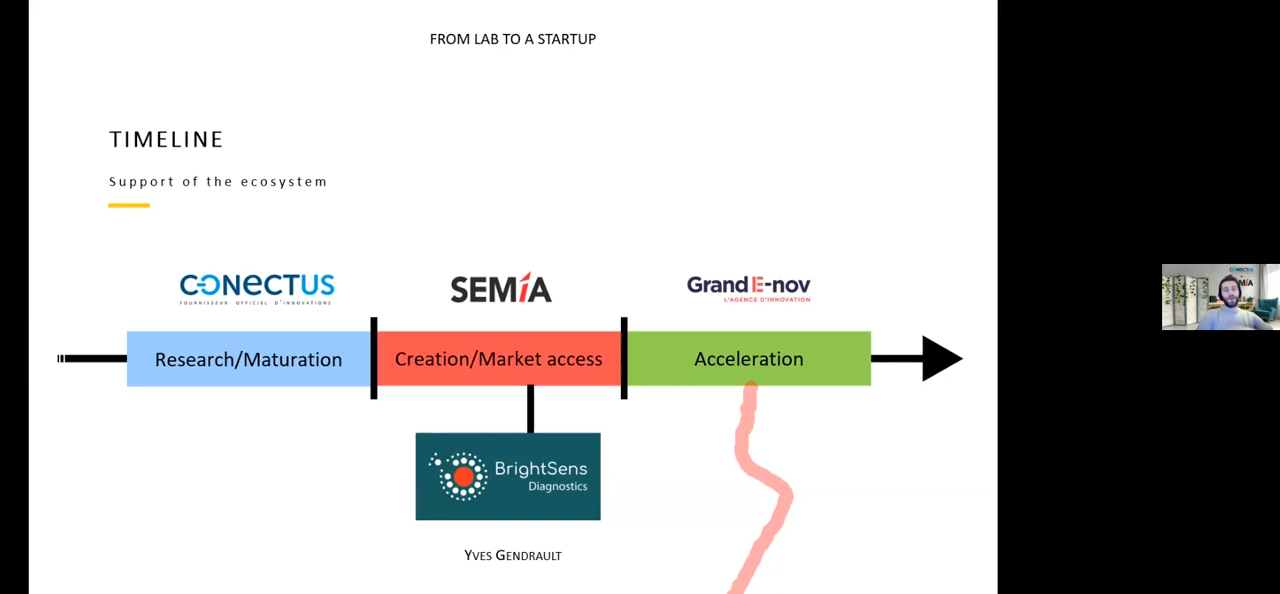 FROM LAB TO A STARTUP
TIMELINE
Support of the ecosystem
CONECTUS
FOURNISSEUR OFFICIEL D'INNOVATIONS
SEMIA
Grand E-nov
L'AGENCE D'INNOVATION
Research/Maturation
Creation/Market access
Acceleration
BrightSens
Diagnostics
YVES GENDRAULT